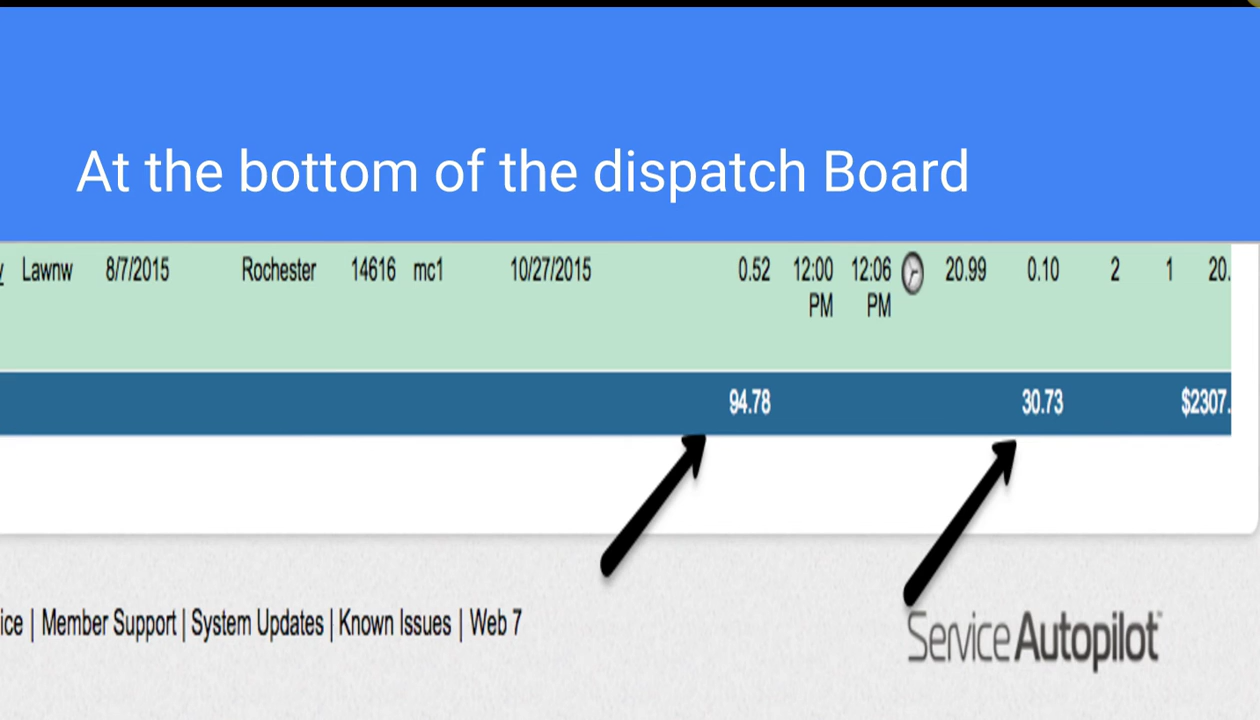 At the bottom of the dispatch Board
Lawnw 8/7/2015 Rochester 14616 mc1 10/27/2015 0.52 12:00 12:06 20.99 0.10 2 1 20.
PM PM
94.78 30.73 $2307.
ice | Member Support | System Updates | Known Issues | Web 7
ServiceAutopilot